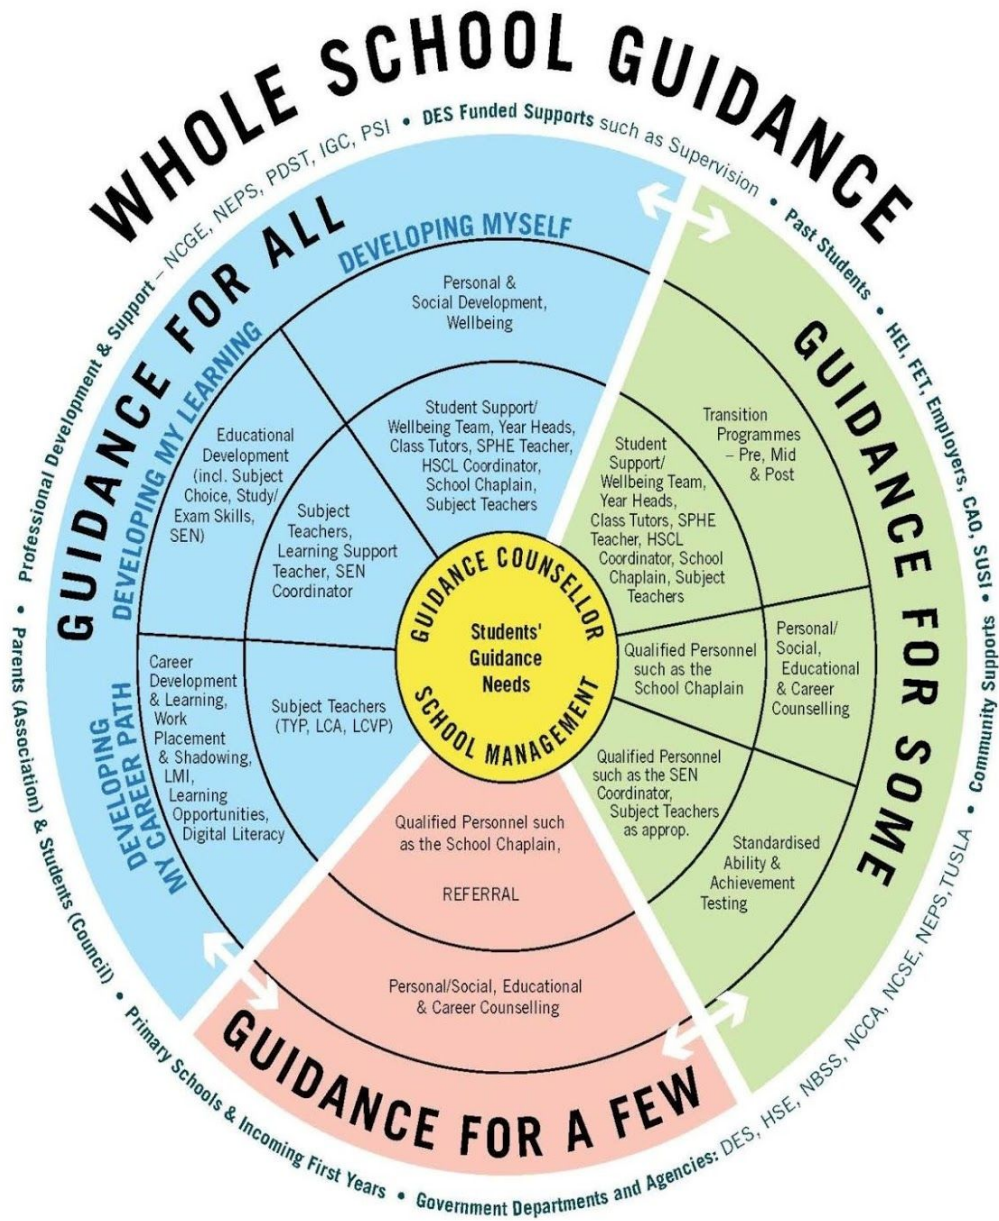 WHOLE SCHOOL GUIDANCE
• Professional Development & Support – NCGE, NEPS, PDST, IGC, PSI • DES Funded Supports such as Supervision • Past Students • HEI, FET, Employers, CAO, SUSI • Community Supports
• Parents (Association) & Students (Council) • Primary Schools & Incoming First Years • Government Departments and Agencies: DES, HSE, NBSS, NCCA, NCSE, NEPS, TUSLA
GUIDANCE FOR ALL
DEVELOPING MYSELF
Personal &
Social Development,
Wellbeing
Student Support/
Wellbeing Team, Year Heads,
Class Tutors, SPHE Teacher,
HSCL Coordinator,
School Chaplain,
Subject Teachers
DEVELOPING MY LEARNING
Educational
Development
(incl. Subject
Choice, Study/
Exam Skills,
SEN)
Subject
Teachers,
Learning Support
Teacher, SEN
Coordinator
DEVELOPING
MY CAREER PATH
Career
Development
& Learning,
Work
Placement
& Shadowing,
LMI,
Learning
Opportunities,
Digital Literacy
Subject Teachers
(TYP, LCA, LCVP)
GUIDANCE COUNSELLOR
Students'
Guidance
Needs
SCHOOL MANAGEMENT
GUIDANCE FOR SOME
Transition
Programmes
– Pre, Mid
& Post
Student
Support/
Wellbeing Team,
Year Heads,
Class Tutors, SPHE
Teacher, HSCL
Coordinator, School
Chaplain, Subject
Teachers
Qualified Personnel
such as the
School Chaplain
Personal/
Social,
Educational
& Career
Counselling
Qualified Personnel
such as the SEN
Coordinator,
Subject Teachers
as approp.
Standardised
Ability &
Achievement
Testing
Qualified Personnel such
as the School Chaplain,
REFERRAL
Personal/Social, Educational
& Career Counselling
GUIDANCE FOR A FEW